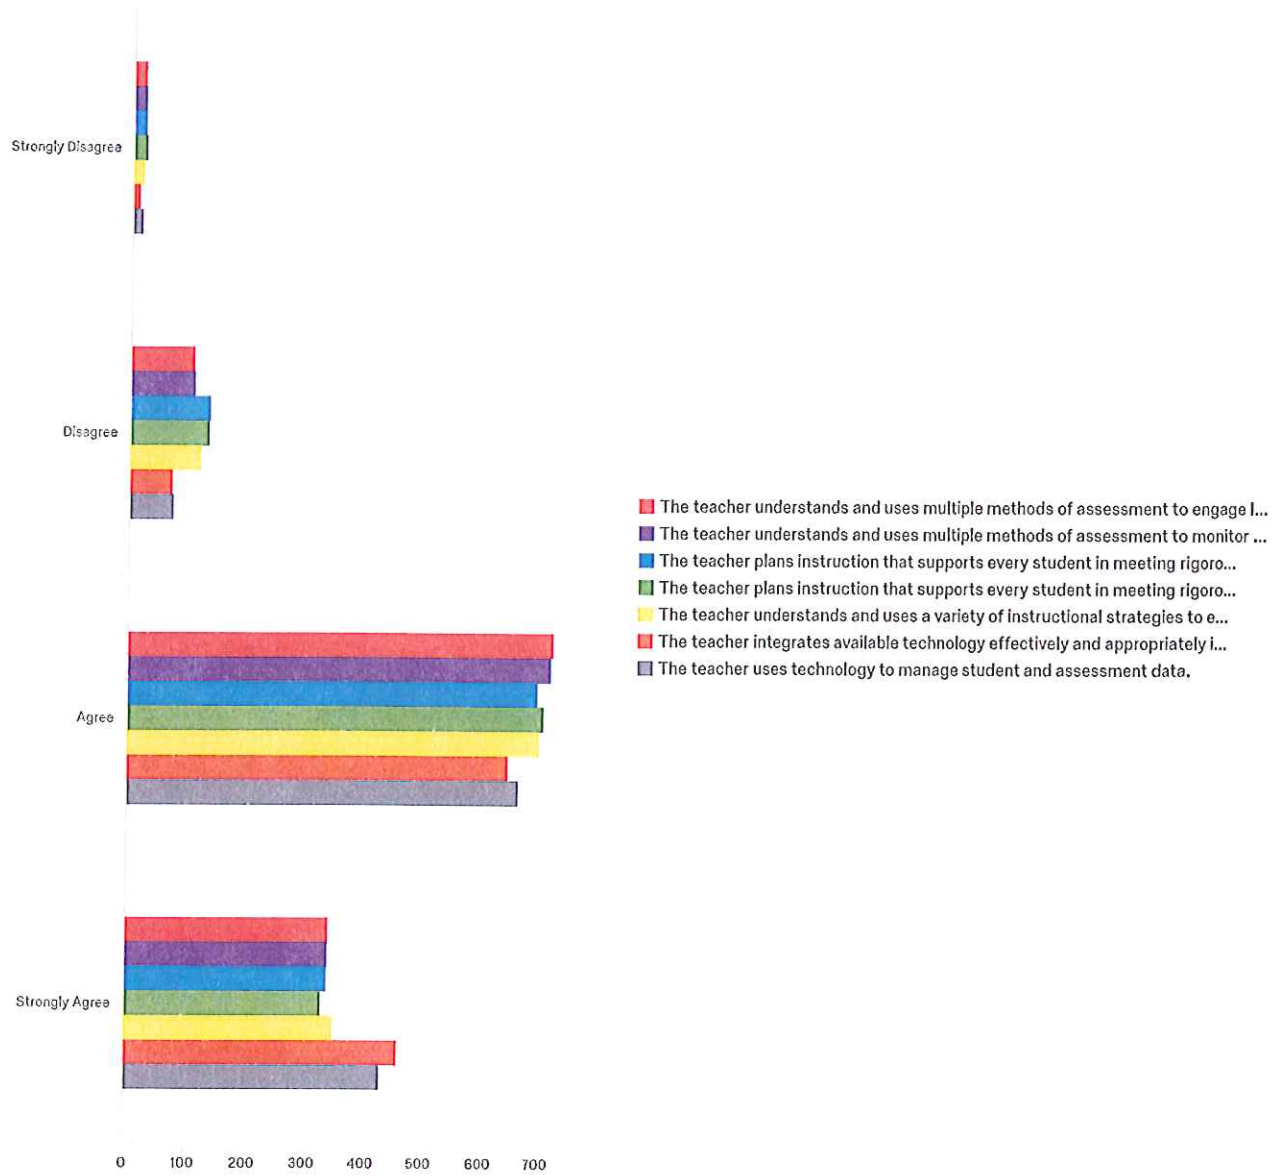 Strongly Disagree
Disagree
Agree
Strongly Agree
The teacher understands and uses multiple methods of assessment to engage l...
The teacher understands and uses multiple methods of assessment to monitor ...
The teacher plans instruction that supports every student in meeting rigoro...
The teacher plans instruction that supports every student in meeting rigoro...
The teacher understands and uses a variety of instructional strategies to e...
The teacher integrates available technology effectively and appropriately i...
The teacher uses technology to manage student and assessment data.
0 100 200 300 400 500 600 700